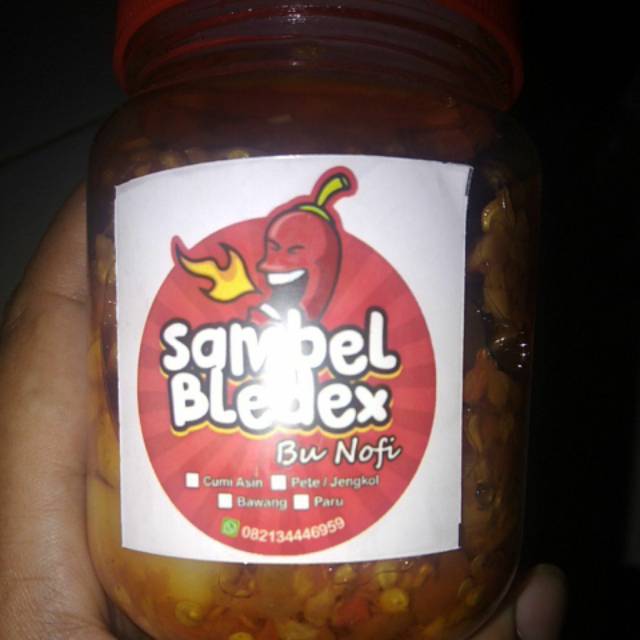 Sambel
Bledex
Bu Nofi
Cumi Asin Pete / Jengkol
Bawang Paru
082134446959